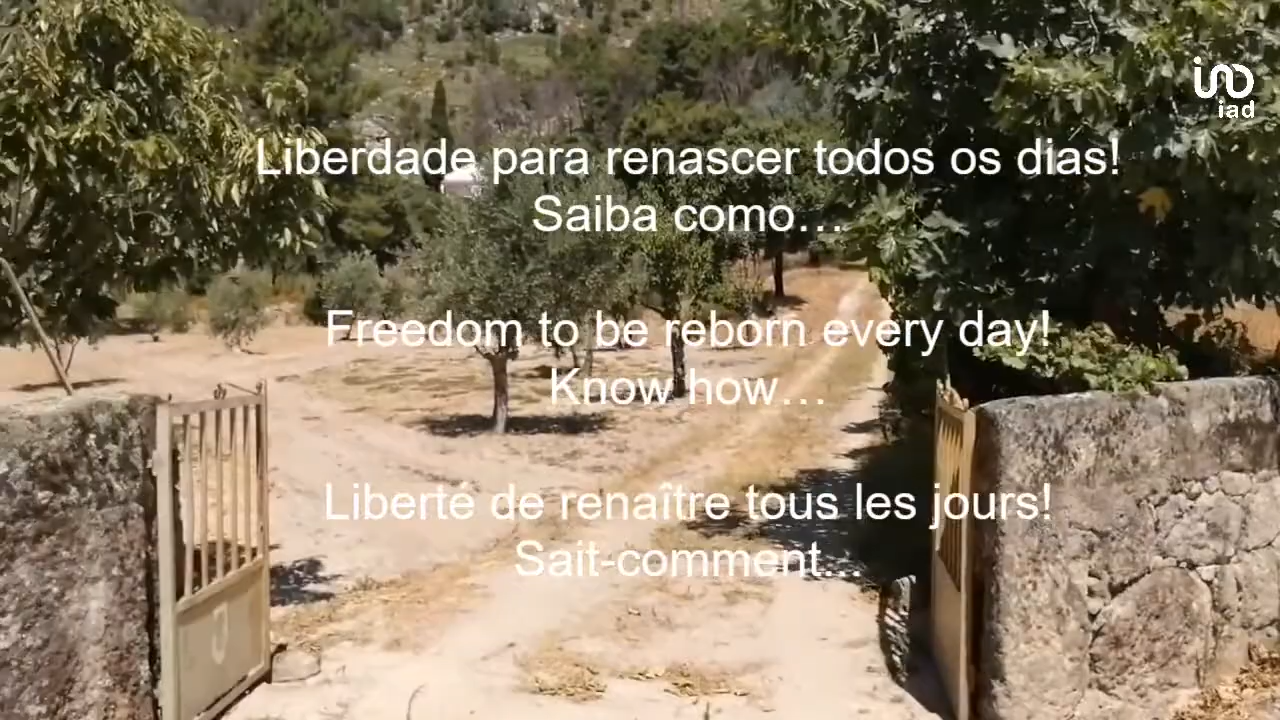 iad
Liberdade para renascer todos os dias!
Saiba como…
Freedom to be reborn every day!
Know how…
Liberté de renaître tous les jours!
Sait-comment…